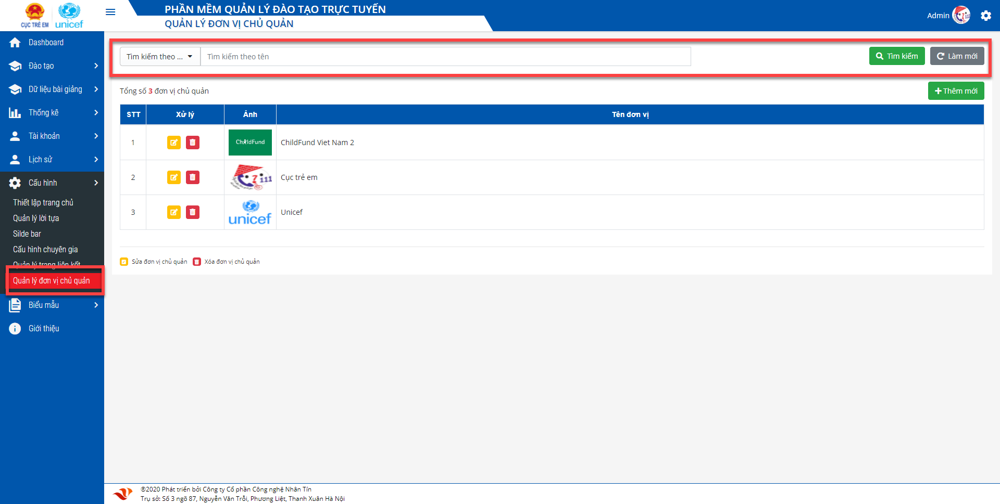 CỤC TRẺ EM
unicef
PHẦN MỀM QUẢN LÝ ĐÀO TẠO TRỰC TUYẾN
QUẢN LÝ ĐƠN VỊ CHỦ QUẢN
Admin
Dashboard
Đào tạo
Dữ liệu bài giảng
Thống kê
Tài khoản
Lịch sử
Cấu hình
Thiết lập trang chủ
Quản lý lời tựa
Silde bar
Cấu hình chuyên gia
Quản lý trang liên kết
Quản lý đơn vị chủ quản
Biểu mẫu
Giới thiệu
Tìm kiếm theo ...
Tìm kiếm theo tên
Tìm kiếm
Làm mới
Tổng số 3 đơn vị chủ quản
Thêm mới
STT Xử lý Ảnh Tên đơn vị
1 ChildFund ChildFund Viet Nam 2
2 111 Cục trẻ em
3 unicef Unicef
Sửa đơn vị chủ quản Xóa đơn vị chủ quản
®2020 Phát triển bởi Công ty Cổ phần Công nghệ Nhân Tín
Trụ sở: Số 3 ngõ 87, Nguyễn Văn Trỗi, Phương Liệt, Thanh Xuân Hà Nội